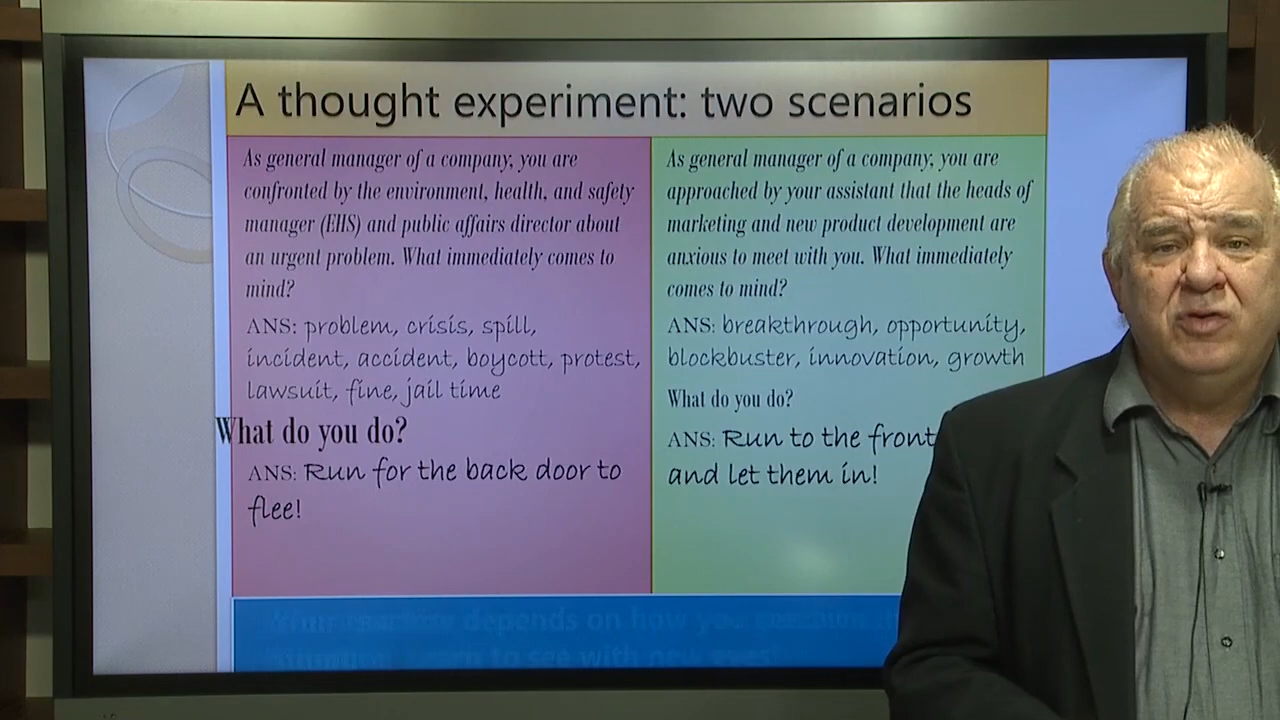 A thought experiment: two scenarios
As general manager of a company, you are
confronted by the environment, health, and safety
manager (EHS) and public affairs director about
an urgent problem. What immediately comes to
mind?
ANS: problem, crisis, spill,
incident, accident, boycott, protest,
lawsuit, fine, jail time
What do you do?
ANS: Run for the back door to
flee!
As general manager of a company, you are
approached by your assistant that the heads of
marketing and new product development are
anxious to meet with you. What immediately
comes to mind?
ANS: breakthrough, opportunity,
blockbuster, innovation, growth
What do you do?
ANS: Run to the front
and let them in!
depends on how you
to see with new eyes